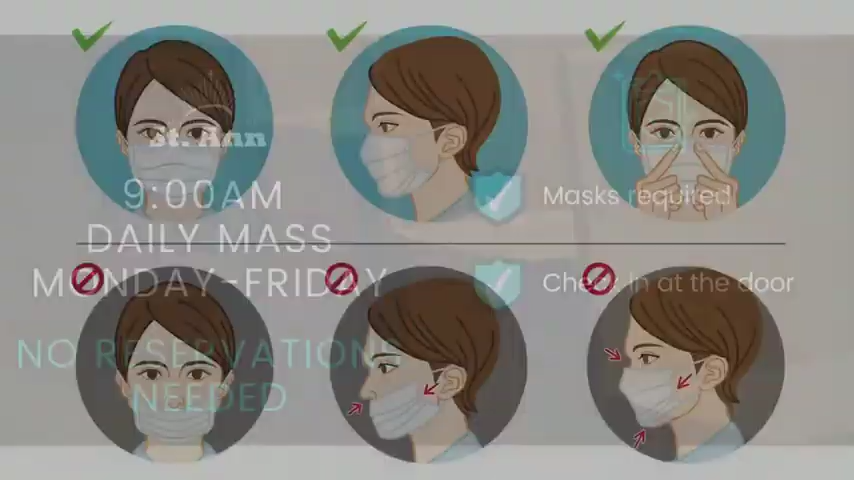 St. Ann
9:00AM
DAILY MASS
MONDAY-FRIDAY
NO RESERVATIONS
NEEDED
Masks required
Check in at the door